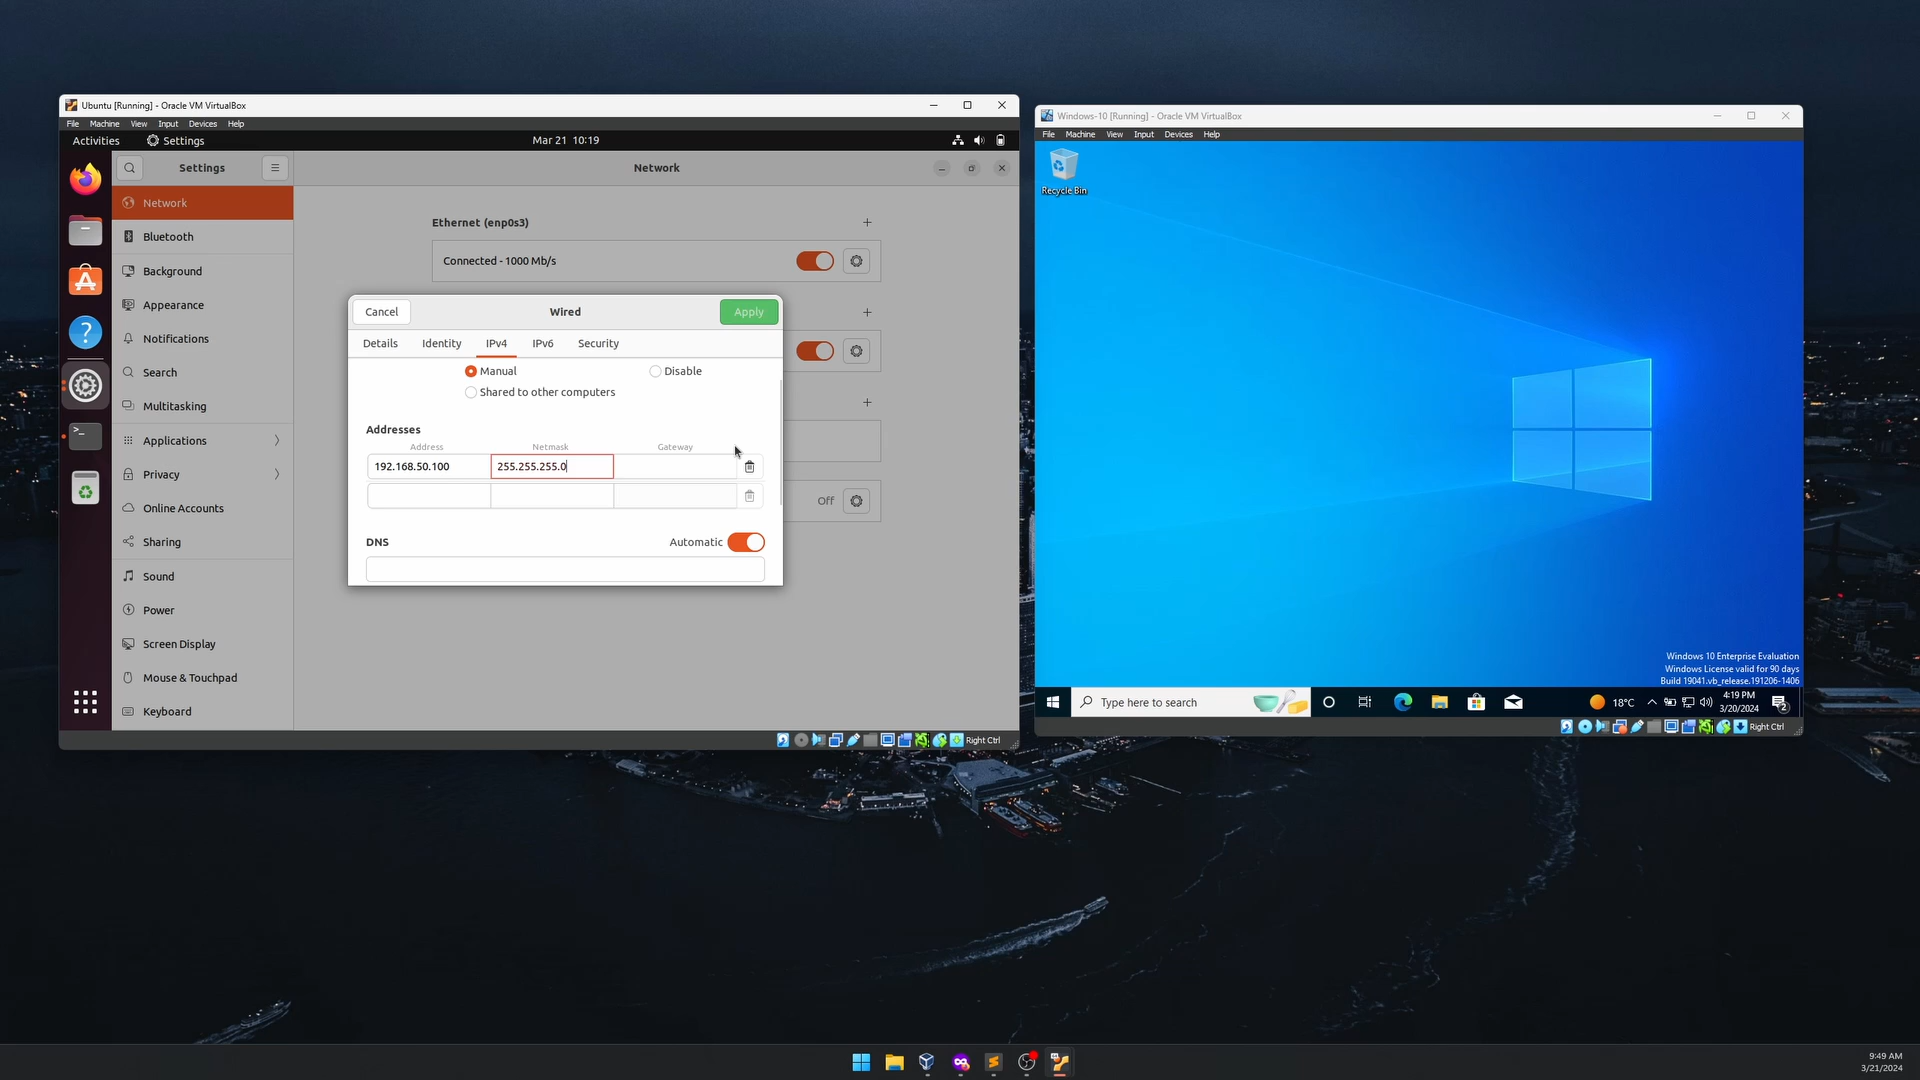 Ubuntu [Running] - Oracle VM VirtualBox
File Machine View Input Devices Help
Activities Settings Mar 21 10:19
Settings
Network
Network
Bluetooth
Background
Appearance
Notifications
Search
Multitasking
Applications
Privacy
Online Accounts
Sharing
Sound
Power
Screen Display
Mouse & Touchpad
Keyboard
Ethernet (enp0s3)
Connected - 1000 Mb/s
Off
Cancel Wired Apply
Details Identity IPv4 IPv6 Security
Manual Disable
Shared to other computers
Addresses
Address Netmask Gateway
192.168.50.100 255.255.255.0
DNS Automatic
Right Ctrl
Windows-10 [Running] - Oracle VM VirtualBox
File Machine View Input Devices Help
Recycle Bin
Windows 10 Enterprise Evaluation
Windows License valid for 90 days
Build 19041.vb_release.191206-1406
Type here to search
18°C
4:19 PM
3/20/2024
2
Right Ctrl
9:49 AM
3/21/2024